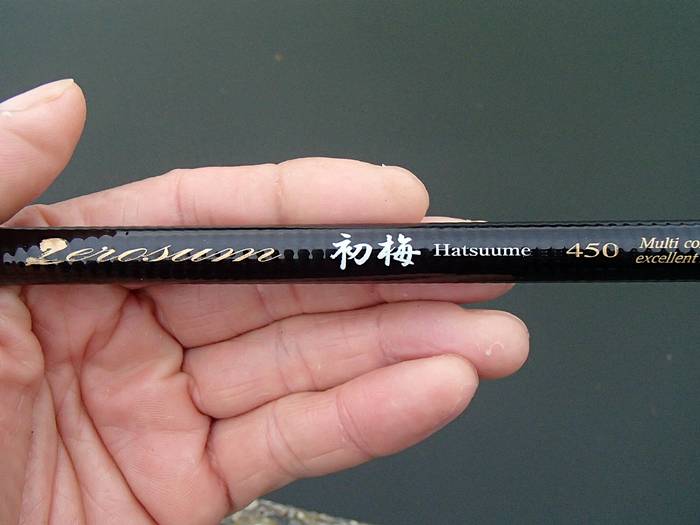 Zerosum 初梅 Hatsuume 450 Multi co
excellent